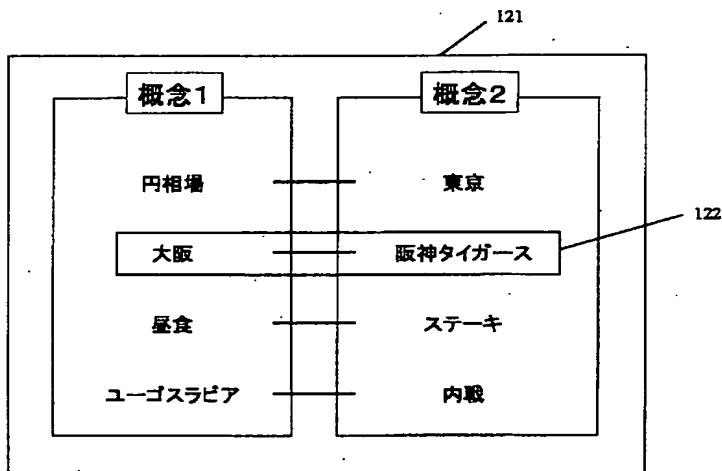 121
概念1
概念2
円相場
東京
122
大阪
阪神タイガース
昼食
ステーキ
ユーゴスラビア
内戦